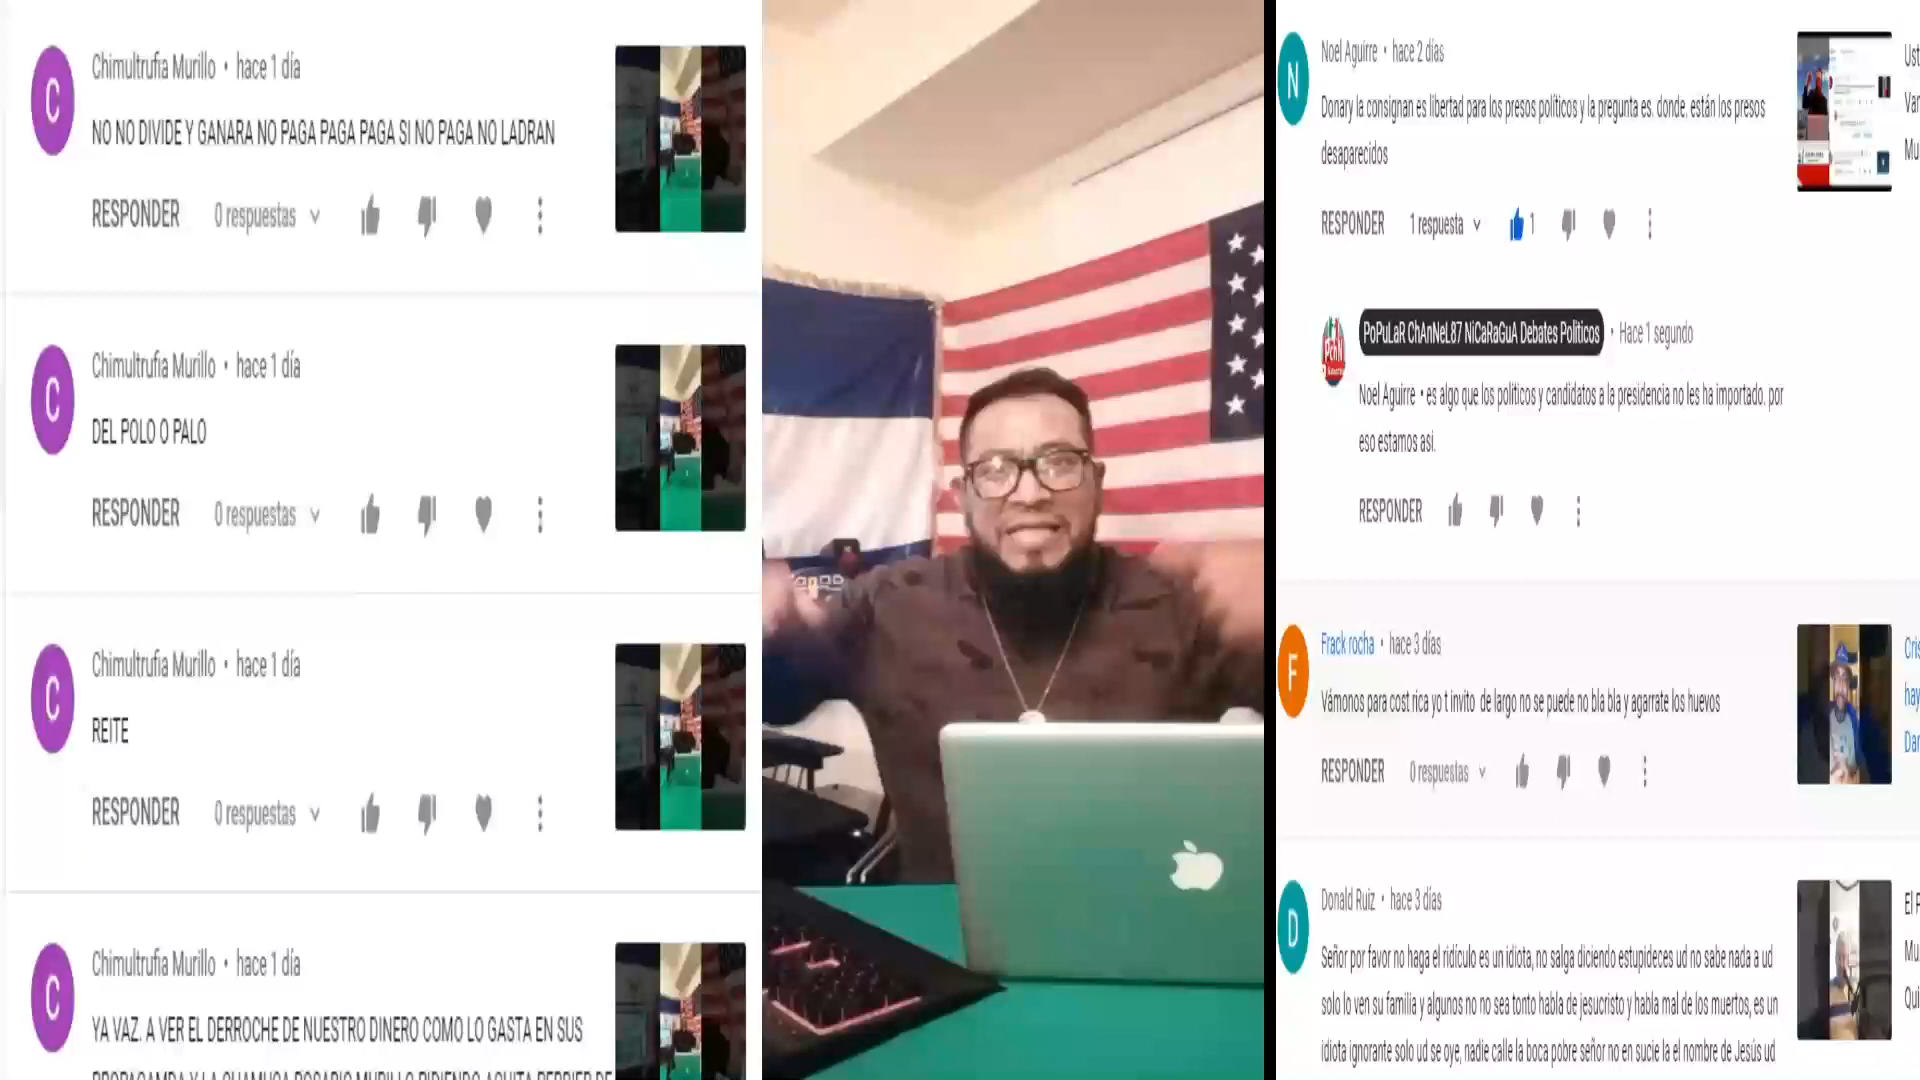 Chimultrufia Murillo • hace 1 día
NO NO DIVIDE Y GANARA NO PAGA PAGA PAGA SI NO PAGA NO LADRAN
RESPONDER 0 respuestas
Chimultrufia Murillo • hace 1 día
DEL POLO O PALO
RESPONDER 0 respuestas
Chimultrufia Murillo • hace 1 día
REITE
RESPONDER 0 respuestas
Chimultrufia Murillo • hace 1 día
YA VAZ. A VER EL DERROCHE DE NUESTRO DINERO COMO LO GASTA EN SUS
Noel Aguirre • hace 2 días
Donary la consignan es libertad para los presos políticos y la pregunta es. donde. están los presos
desaparecidos
RESPONDER 1 respuesta 1
PoPuLaR ChAnNeL87 NiCaRaGuA Debates Politicos • Hace 1 segundo
Noel Aguirre • es algo que los politicos y candidatos a la presidencia no les ha importado. por
eso estamos asi.
RESPONDER
Frack rocha • hace 3 días
Vámonos para cost rica yo t invito de largo no se puede no bla bla y agarrate los huevos
RESPONDER 0 respuestas
Donald Ruiz • hace 3 días
Señor por favor no haga el ridículo es un idiota, no salga diciendo estupideces ud no sabe nada a ud
solo lo ven su familia y algunos no no sea tonto habla de jesucristo y habla mal de los muertos, es un
idiota ignorante solo ud se oye, nadie calle la boca pobre señor no en sucie la el nombre de Jesús ud